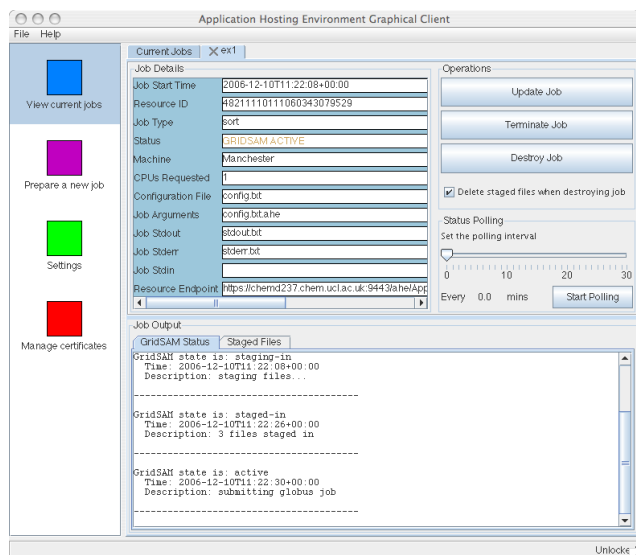 Application Hosting Environment Graphical Client
File Help
View current jobs
Prepare a new job
Settings
Manage certificates
Current Jobs ex1
Job Details
Job Start Time 2006-12-10T11:22:08+00:00
Resource ID 48211110111060343079529
Job Type sort
Status GRIDSAM ACTIVE
Machine Manchester
CPUs Requested 1
Configuration File config.txt
Job Arguments config.txt.ahe
Job Stdout stdout.txt
Job Stderr stderr.txt
Job Stdin
Resource Endpoint https://chemd237.chem.ucl.ac.uk:9443/ahe/App
Operations
Update Job
Terminate Job
Destroy Job
Delete staged files when destroying job
Status Polling
Set the polling interval
0 10 20 30
Every 0.0 mins Start Polling
Job Output
GridSAM Status Staged Files
GridSAM state is: staging-in
Time: 2006-12-10T11:22:08+00:00
Description: staging files...
----------------------------------------
GridSAM state is: staged-in
Time: 2006-12-10T11:22:26+00:00
Description: 3 files staged in
----------------------------------------
GridSAM state is: active
Time: 2006-12-10T11:22:30+00:00
Description: submitting globus job
----------------------------------------